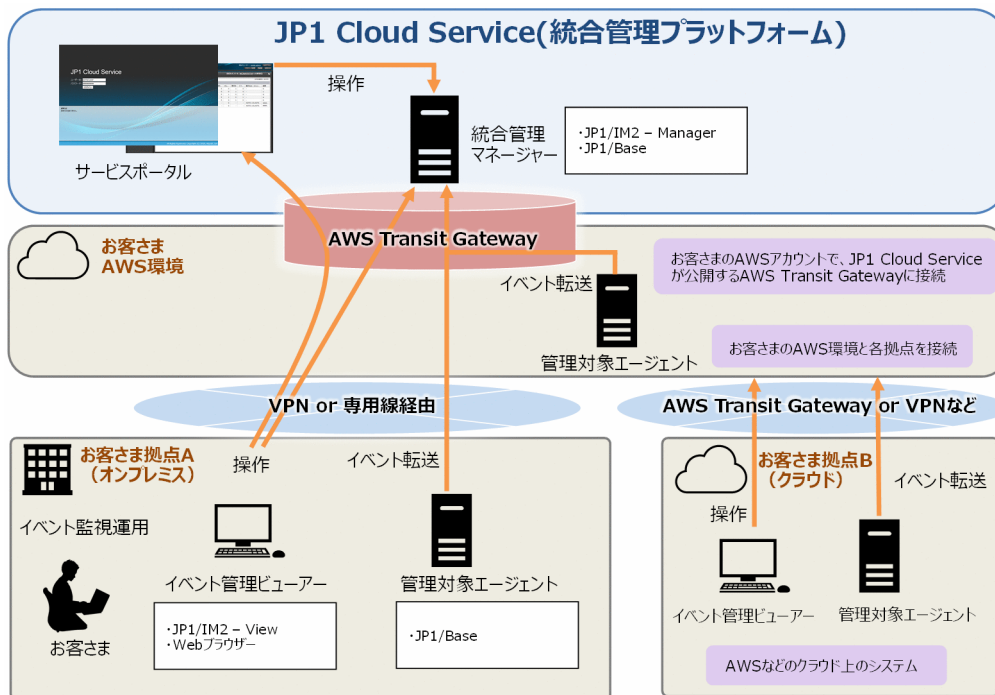 JP1 Cloud Service(統合管理プラットフォーム)
JP1 Cloud Service
操作
サービスポータル
統合管理
マネージャー
・JP1/IM2 – Manager
・JP1/Base
AWS Transit Gateway
お客さま
AWS環境
イベント転送
管理対象エージェント
お客さまのAWSアカウントで、JP1 Cloud Service
が公開するAWS Transit Gatewayに接続
お客さまのAWS環境と各拠点を接続
VPN or 専用線経由
AWS Transit Gateway or VPNなど
お客さま拠点A
(オンプレミス)
操作
イベント転送
イベント監視運用
お客さま
イベント管理ビューアー
・JP1/IM2 – View
・Webブラウザー
管理対象エージェント
・JP1/Base
お客さま拠点B
(クラウド)
操作
イベント転送
イベント管理ビューアー
管理対象エージェント
AWSなどのクラウド上のシステム